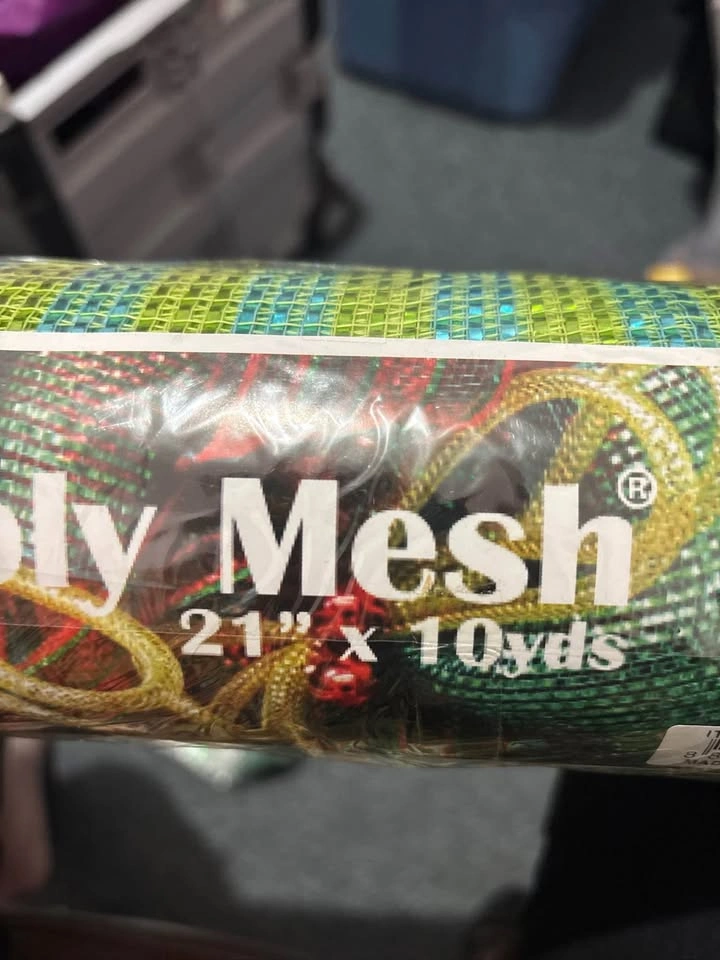 oly Mesh®
21" x 10yds